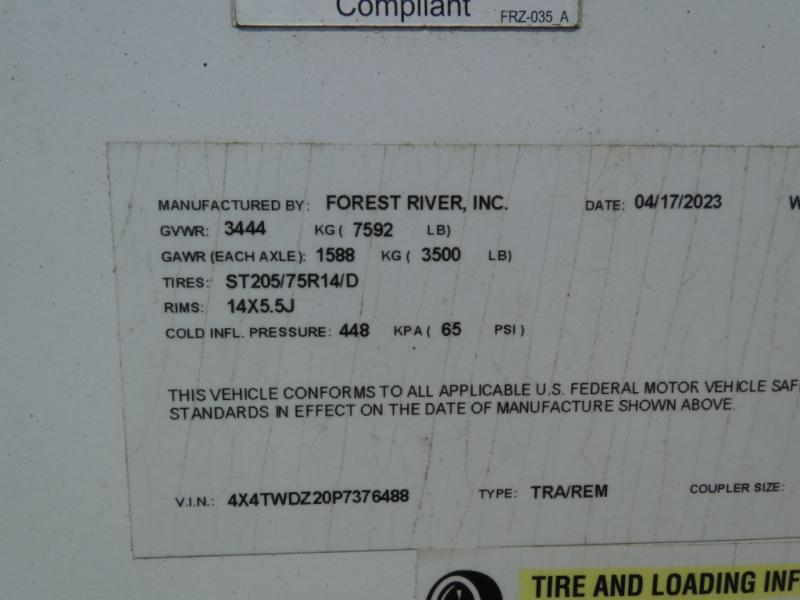 Compliant FRZ-035_A
MANUFACTURED BY: FOREST RIVER, INC. DATE: 04/17/2023 W
GVWR: 3444 KG ( 7592 LB)
GAWR (EACH AXLE): 1588 KG ( 3500 LB)
TIRES: ST205/75R14/D
RIMS: 14X5.5J
COLD INFL. PRESSURE: 448 KPA ( 65 PSI )
THIS VEHICLE CONFORMS TO ALL APPLICABLE U.S. FEDERAL MOTOR VEHICLE SAF
STANDARDS IN EFFECT ON THE DATE OF MANUFACTURE SHOWN ABOVE.
V.I.N.: 4X4TWDZ20P7376488 TYPE: TRA/REM COUPLER SIZE:
TIRE AND LOADING INF